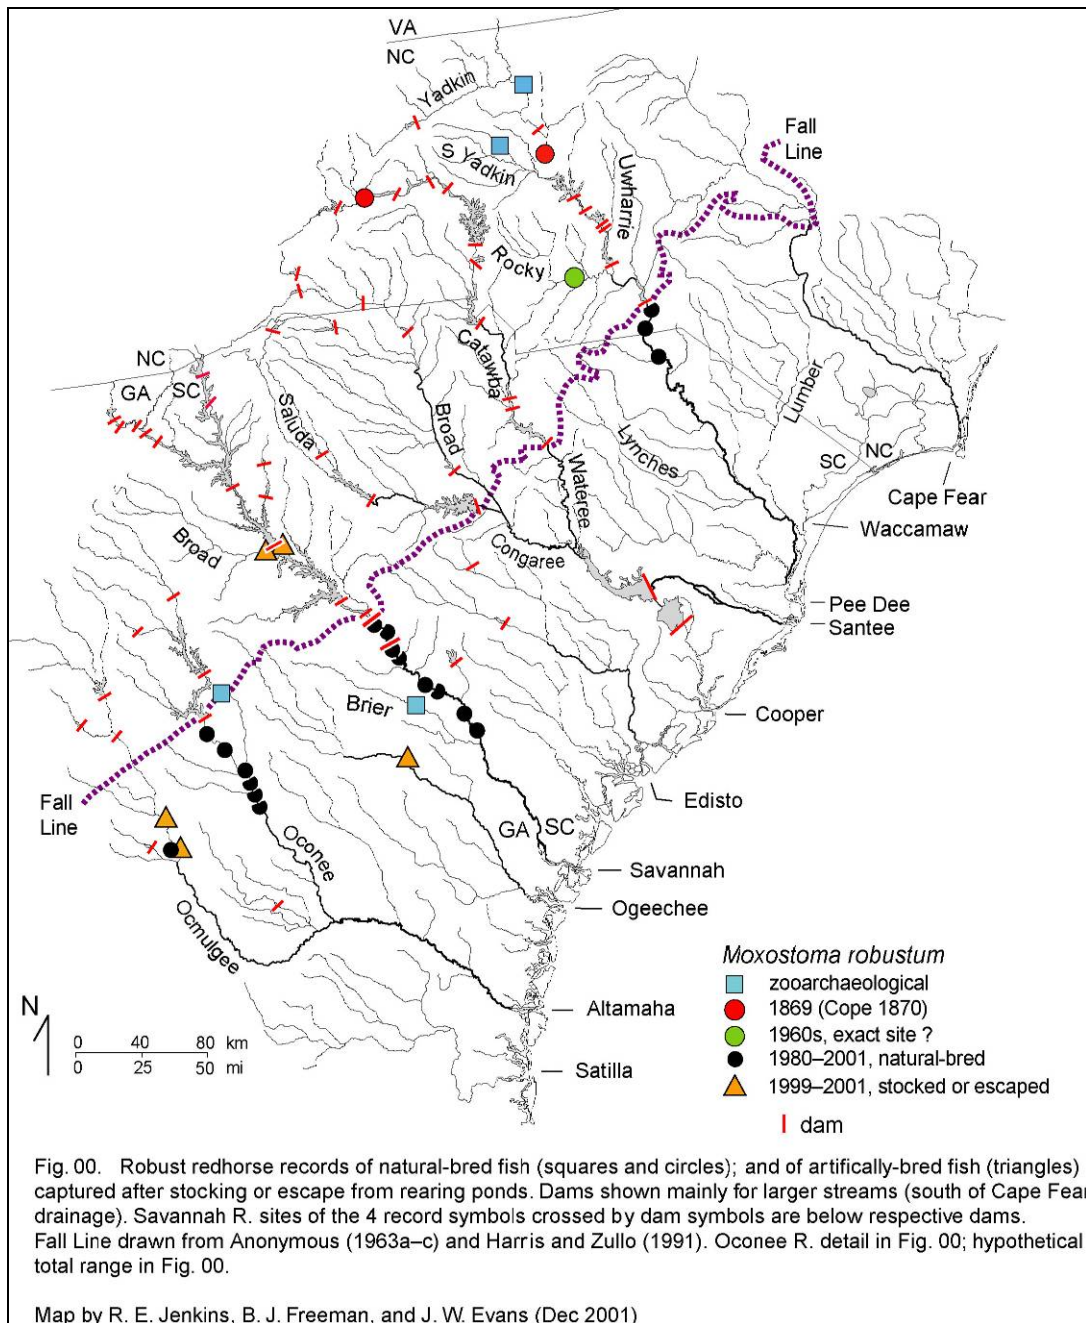 VA
NC
Yadkin
Fall
Line
S Yadkin
Uwharrie
Rocky
Catawba
NC
GA
SC
Saluda
Broad
Lumber
Lynches
SC
NC
Wateree
Cape Fear
Waccamaw
Broad
Congaree
Pee Dee
Santee
Brier
Cooper
Edisto
Fall
Line
Oconee
GA
SC
Savannah
Ogeechee
Ocmulgee
Altamaha
Satilla
N
0 40 80 km
0 25 50 mi
Moxostoma robustum
zooarchaeological
1869 (Cope 1870)
1960s, exact site ?
1980–2001, natural-bred
1999–2001, stocked or escaped
dam
Fig. 00. Robust redhorse records of natural-bred fish (squares and circles); and of artifically-bred fish (triangles)
captured after stocking or escape from rearing ponds. Dams shown mainly for larger streams (south of Cape Fear
drainage). Savannah R. sites of the 4 record symbols crossed by dam symbols are below respective dams.
Fall Line drawn from Anonymous (1963a–c) and Harris and Zullo (1991). Oconee R. detail in Fig. 00; hypothetical
total range in Fig. 00.
Map by R. E. Jenkins, B. J. Freeman, and J. W. Evans (Dec 2001)